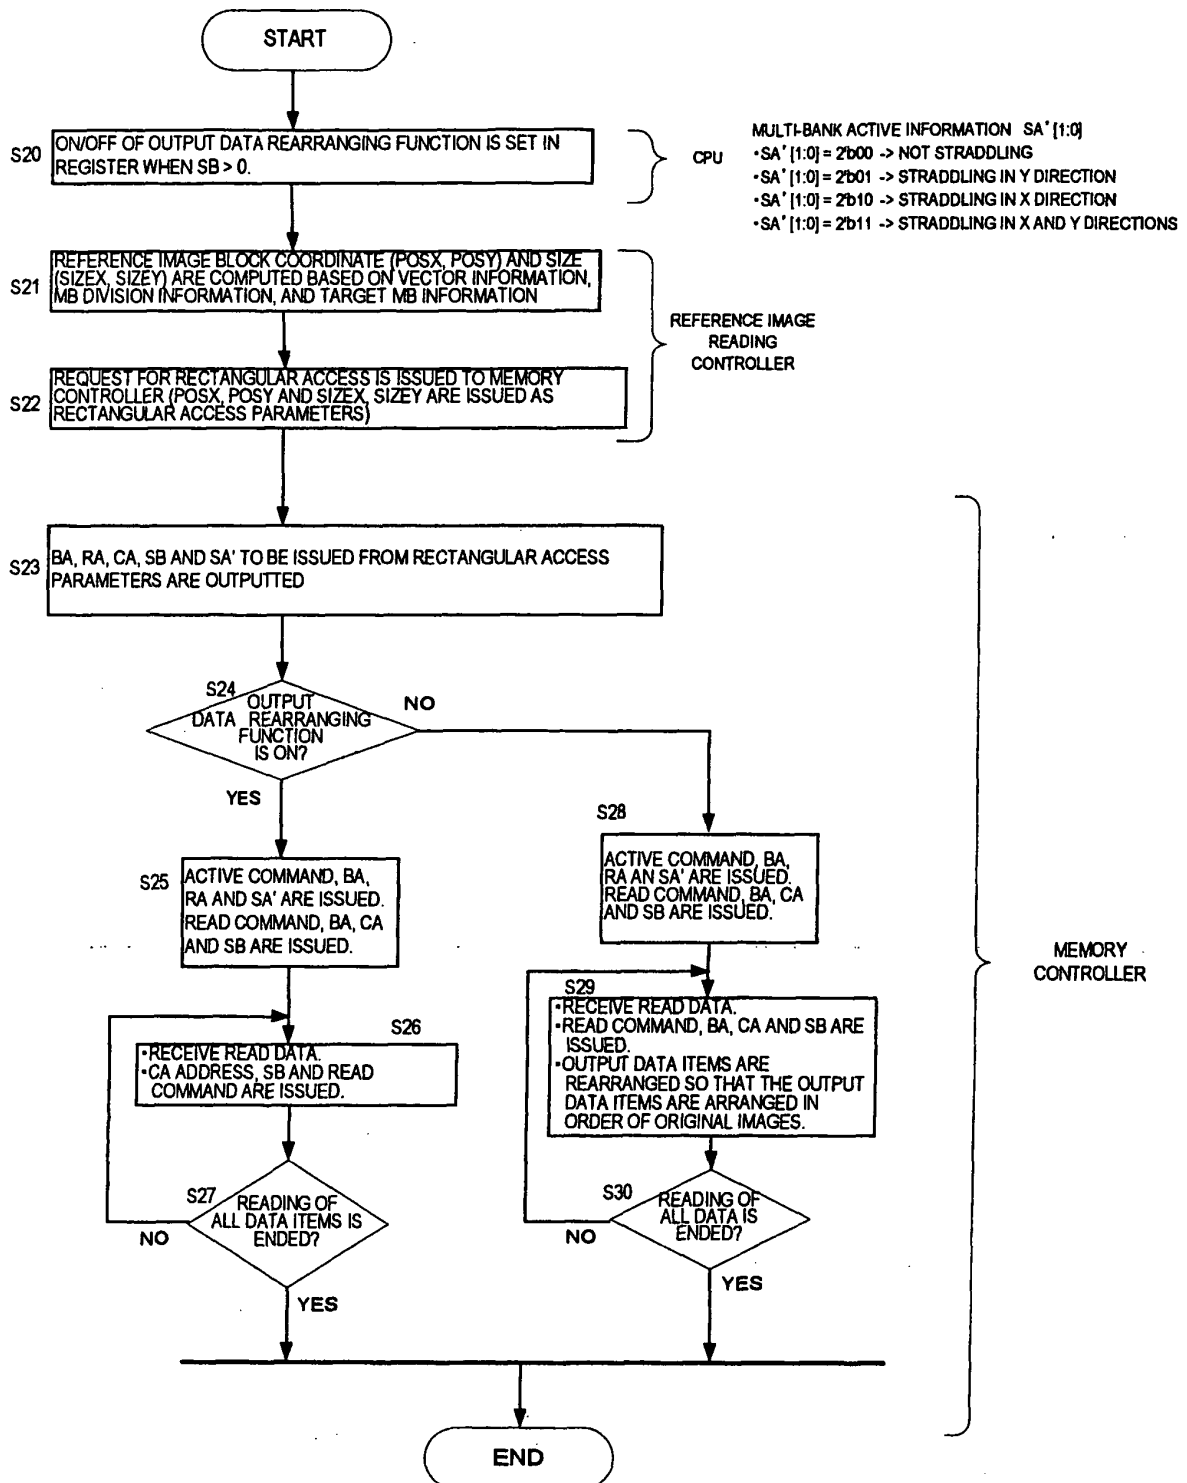 START
S20
ON/OFF OF OUTPUT DATA REARRANGING FUNCTION IS SET IN
REGISTER WHEN SB > 0.
CPU
MULTI-BANK ACTIVE INFORMATION SA' [1:0]
•SA' [1:0] = 2'b00 -> NOT STRADDLING
•SA' [1:0] = 2'b01 -> STRADDLING IN Y DIRECTION
•SA' [1:0] = 2'b10 -> STRADDLING IN X DIRECTION
•SA' [1:0] = 2'b11 -> STRADDLING IN X AND Y DIRECTIONS
S21
REFERENCE IMAGE BLOCK COORDINATE (POSX, POSY) AND SIZE
(SIZEX, SIZEY) ARE COMPUTED BASED ON VECTOR INFORMATION,
MB DIVISION INFORMATION, AND TARGET MB INFORMATION
REFERENCE IMAGE
READING
CONTROLLER
S22
REQUEST FOR RECTANGULAR ACCESS IS ISSUED TO MEMORY
CONTROLLER (POSX, POSY AND SIZEX, SIZEY ARE ISSUED AS
RECTANGULAR ACCESS PARAMETERS)
S23
BA, RA, CA, SB AND SA' TO BE ISSUED FROM RECTANGULAR ACCESS
PARAMETERS ARE OUTPUTTED
S24
OUTPUT
DATA REARRANGING
FUNCTION
IS ON?
NO
YES
S25
ACTIVE COMMAND, BA,
RA AND SA' ARE ISSUED.
READ COMMAND, BA, CA
AND SB ARE ISSUED.
S28
ACTIVE COMMAND, BA,
RA AN SA' ARE ISSUED.
READ COMMAND, BA, CA
AND SB ARE ISSUED.
MEMORY
CONTROLLER
S26
•RECEIVE READ DATA.
•CA ADDRESS, SB AND READ
COMMAND ARE ISSUED.
S29
•RECEIVE READ DATA.
•READ COMMAND, BA, CA AND SB ARE
ISSUED.
•OUTPUT DATA ITEMS ARE
REARRANGED SO THAT THE OUTPUT
DATA ITEMS ARE ARRANGED IN
ORDER OF ORIGINAL IMAGES.
S27
READING OF
ALL DATA ITEMS IS
ENDED?
NO
YES
S30
READING OF
ALL DATA IS
ENDED?
NO
YES
END